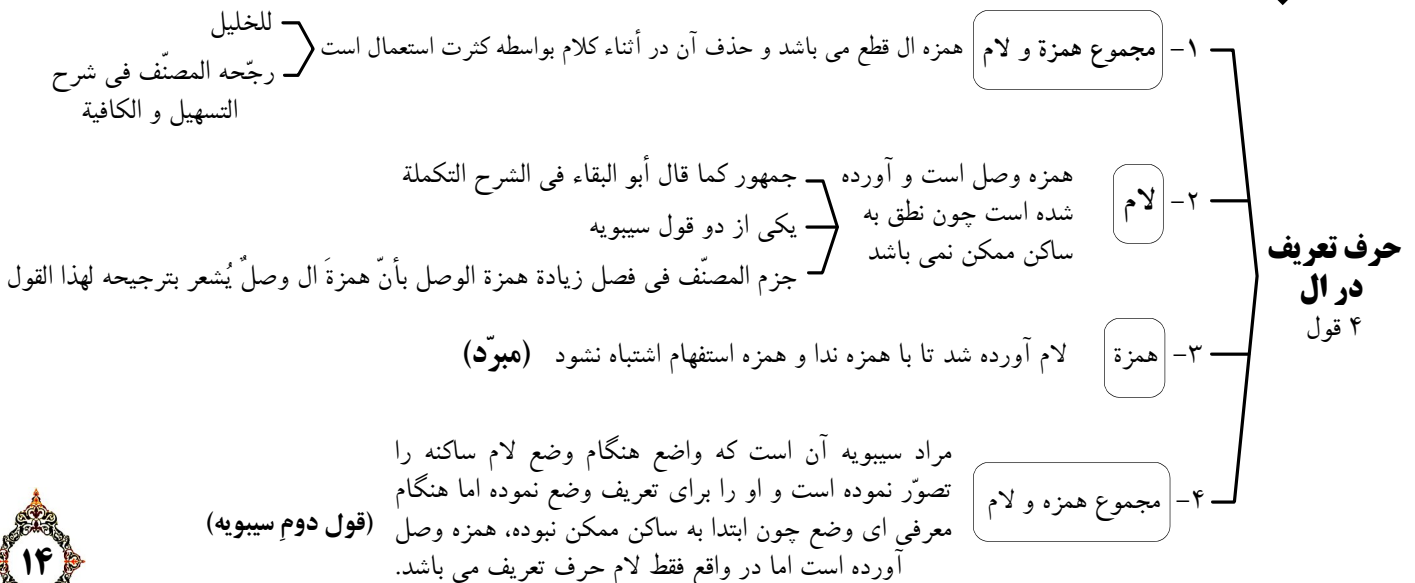 حرف تعریف
در ال
۴ قول
۱- مجموع همزة و لام همزه ال قطع می باشد و حذف آن در أثناء کلام بواسطه کثرت استعمال است
للخلیل
رجّحه المصنّف فی شرح
التسهیل و الکافیة
۲- لام
همزه وصل است و آورده
شده است چون نطق به
ساکن ممکن نمی باشد
جمهور کما قال أبو البقاء فی الشرح التکملة
یکی از دو قول سیبویه
جزم المصنّف فی فصل زیادة همزة الوصل بأنّ همزةَ ال وصلٌ یُشعر بترجیحه لهذا القول
۳- همزة لام آورده شد تا با همزه ندا و همزه استفهام اشتباه نشود (مبرّد)
۴- مجموع همزه و لام
مراد سیبویه آن است که واضع هنگام وضع لام ساکنه را
تصوّر نموده است و او را برای تعریف وضع نموده اما هنگام
معرفی ای وضع چون ابتدا به ساکن ممکن نبوده، همزه وصل
آورده است اما در واقع فقط لام حرف تعریف می باشد.
(قول دومِ سیبویه)
۱۴